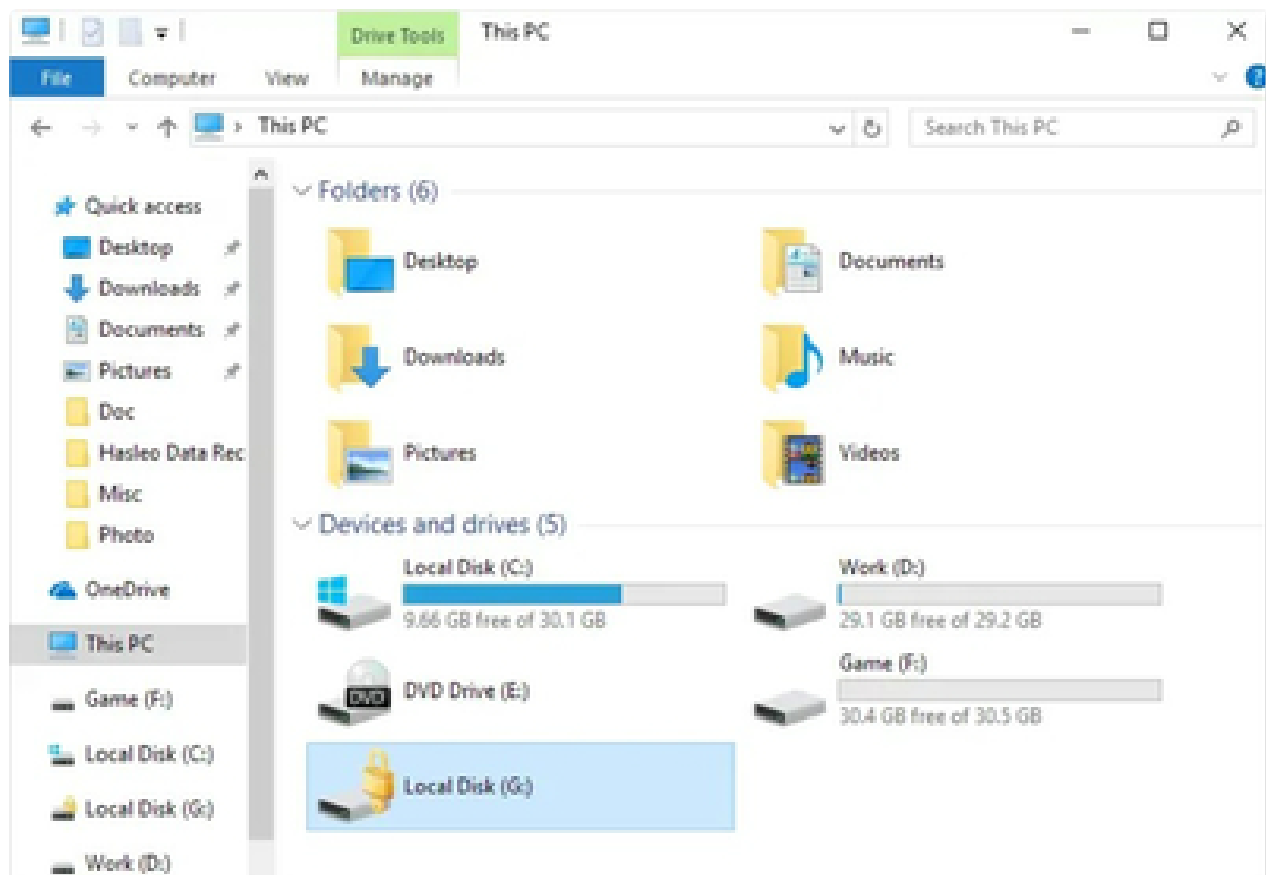 Drive Tools This PC
File Computer View Manage
This PC Search This PC
Quick access
Desktop
Downloads
Documents
Pictures
Doc
Hasleo Data Rec
Misc
Photo
OneDrive
This PC
Game (F:)
Local Disk (C:)
Local Disk (G:)
Work (D:)
Folders (6)
Desktop Documents
Downloads Music
Pictures Videos
Devices and drives (5)
Local Disk (C:) Work (D:)
9.66 GB free of 30.1 GB 29.1 GB free of 29.2 GB
Game (F:)
DVD
DVD Drive (E:)
30.4 GB free of 30.5 GB
Local Disk (G:)